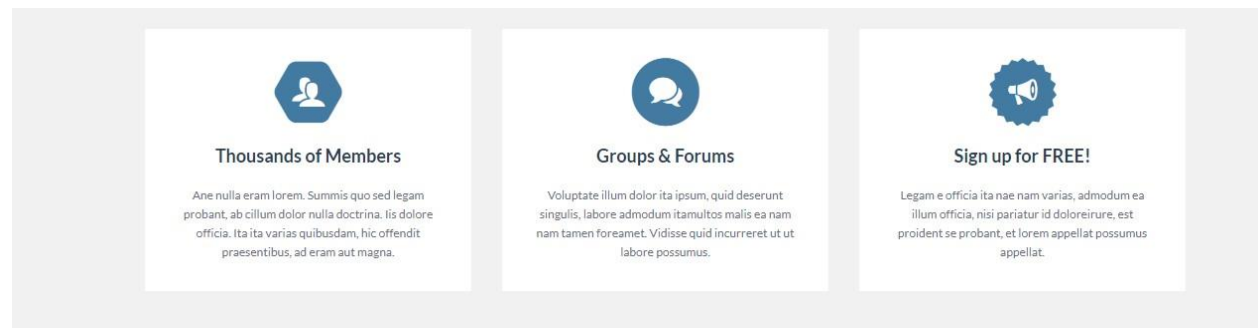 Thousands of Members
Ane nulla eram lorem. Summis quo sed legam
probant, ab cillum dolor nulla doctrina. Iis dolore
officia. Ita ita varias quibusdam, hic offendit
praesentibus, ad eram aut magna.
Groups & Forums
Voluptate illum dolor ita ipsum, quid deserunt
singulis, labore admodum itamultos malis ea nam
nam tamen foreamet. Vidisse quid incurreret ut ut
labore possumus.
Sign up for FREE!
Legam e officia ita nae nam varias, admodum ea
illum officia, nisi pariatur id doloreirure, est
proident se probant, et lorem appellat possumus
appellat.